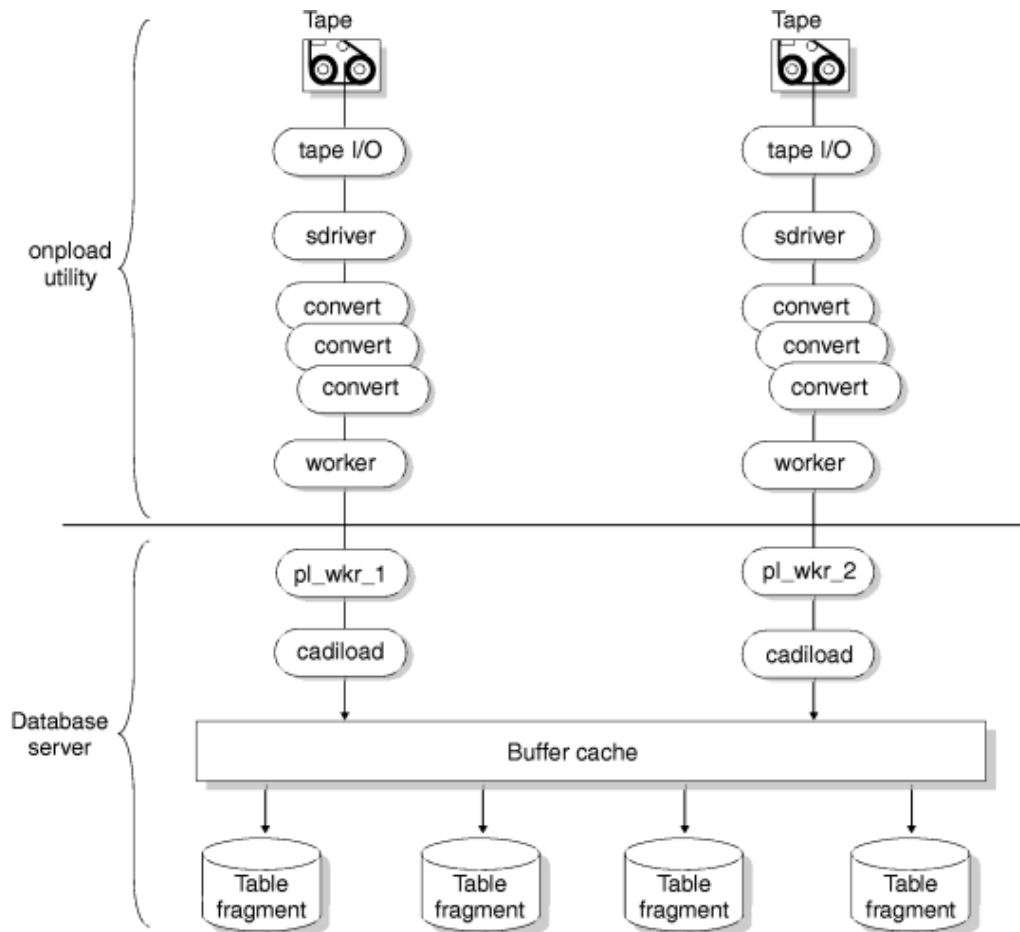 Tape Tape
tape I/O tape I/O
sdriver sdriver
onpload
utility
convert convert
convert convert
convert convert
worker worker
pl_wkr_1 pl_wkr_2
cadiload cadiload
Database
server
Buffer cache
Table Table Table Table
fragment fragment fragment fragment